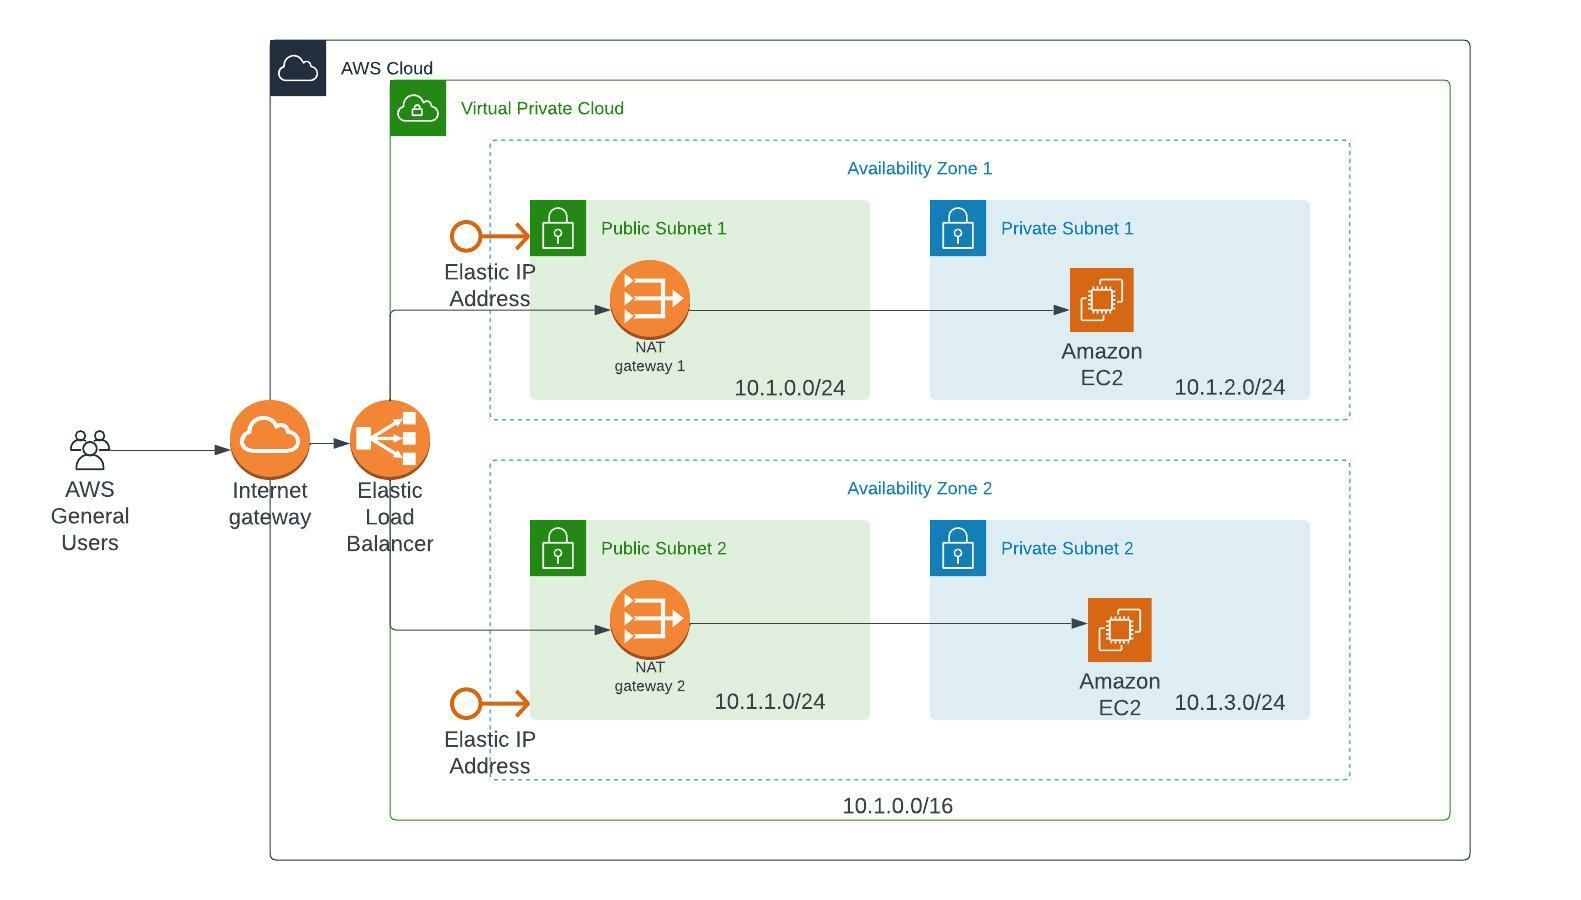 AWS Cloud
Virtual Private Cloud
Availability Zone 1
Public Subnet 1
Private Subnet 1
Elastic IP
Address
NAT
gateway 1
10.1.0.0/24
Amazon
EC2
10.1.2.0/24
AWS
General
Users
Internet
gateway
Elastic
Load
Balancer
Availability Zone 2
Public Subnet 2
Private Subnet 2
NAT
gateway 2
10.1.1.0/24
Amazon
EC2
10.1.3.0/24
Elastic IP
Address
10.1.0.0/16